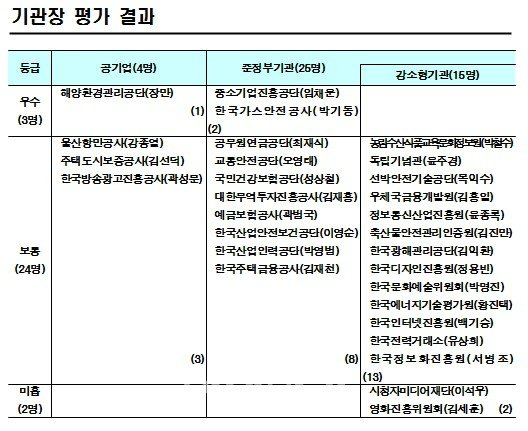 기관장 평가 결과
등급
공기업(4명)
준정부기관(25명)
강소형기관(15명)
우수
(3명)
해양환경관리공단(장만)
(1)
중소기업진흥공단(임채운)
한국가스안전공사(박기동)
(2)
보통
(24명)
울산항만공사(강종열)
주택도시보증공사(김선덕)
한국방송광고진흥공사(곽성문)
(3)
공무원연금공단(최재식)
교통안전공단(오영태)
국민건강보험공단(성상철)
대한무역투자진흥공사(김재홍)
예금보험공사(곽범국)
한국산업안전보건공단(이영순)
한국산업인력공단(박영범)
한국주택금융공사(김재천)
(8)
농림수산식품교육문화정보원(박철수)
독립기념관(윤주경)
선박안전기술공단(목익수)
우체국금융개발원(김홍일)
정보통신산업진흥원(윤종록)
축산물안전관리인증원(김진만)
한국광해관리공단(김익환)
한국디자인진흥원(정용빈)
한국문화예술위원회(박명진)
한국에너지기술평가원(황진택)
한국인터넷진흥원(백기승)
한국전력거래소(유상희)
한국정보화진흥원(서병조)
(13)
미흡
(2명)
시청자미디어재단(이석우)
영화진흥위원회(김세훈)
(2)